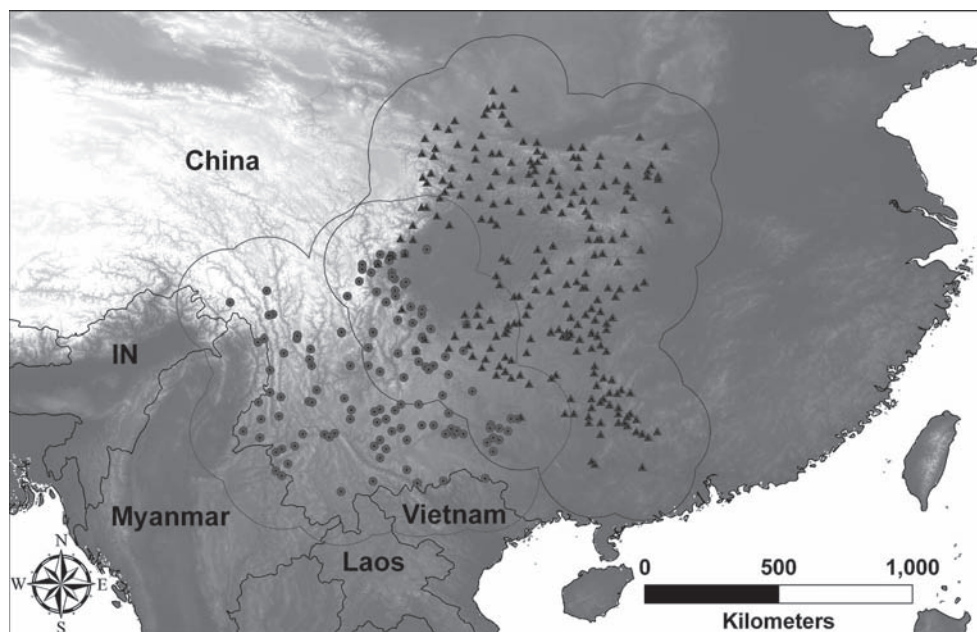 China
IN
Myanmar
Vietnam
Laos
N
W E
S
0 500 1,000
Kilometers